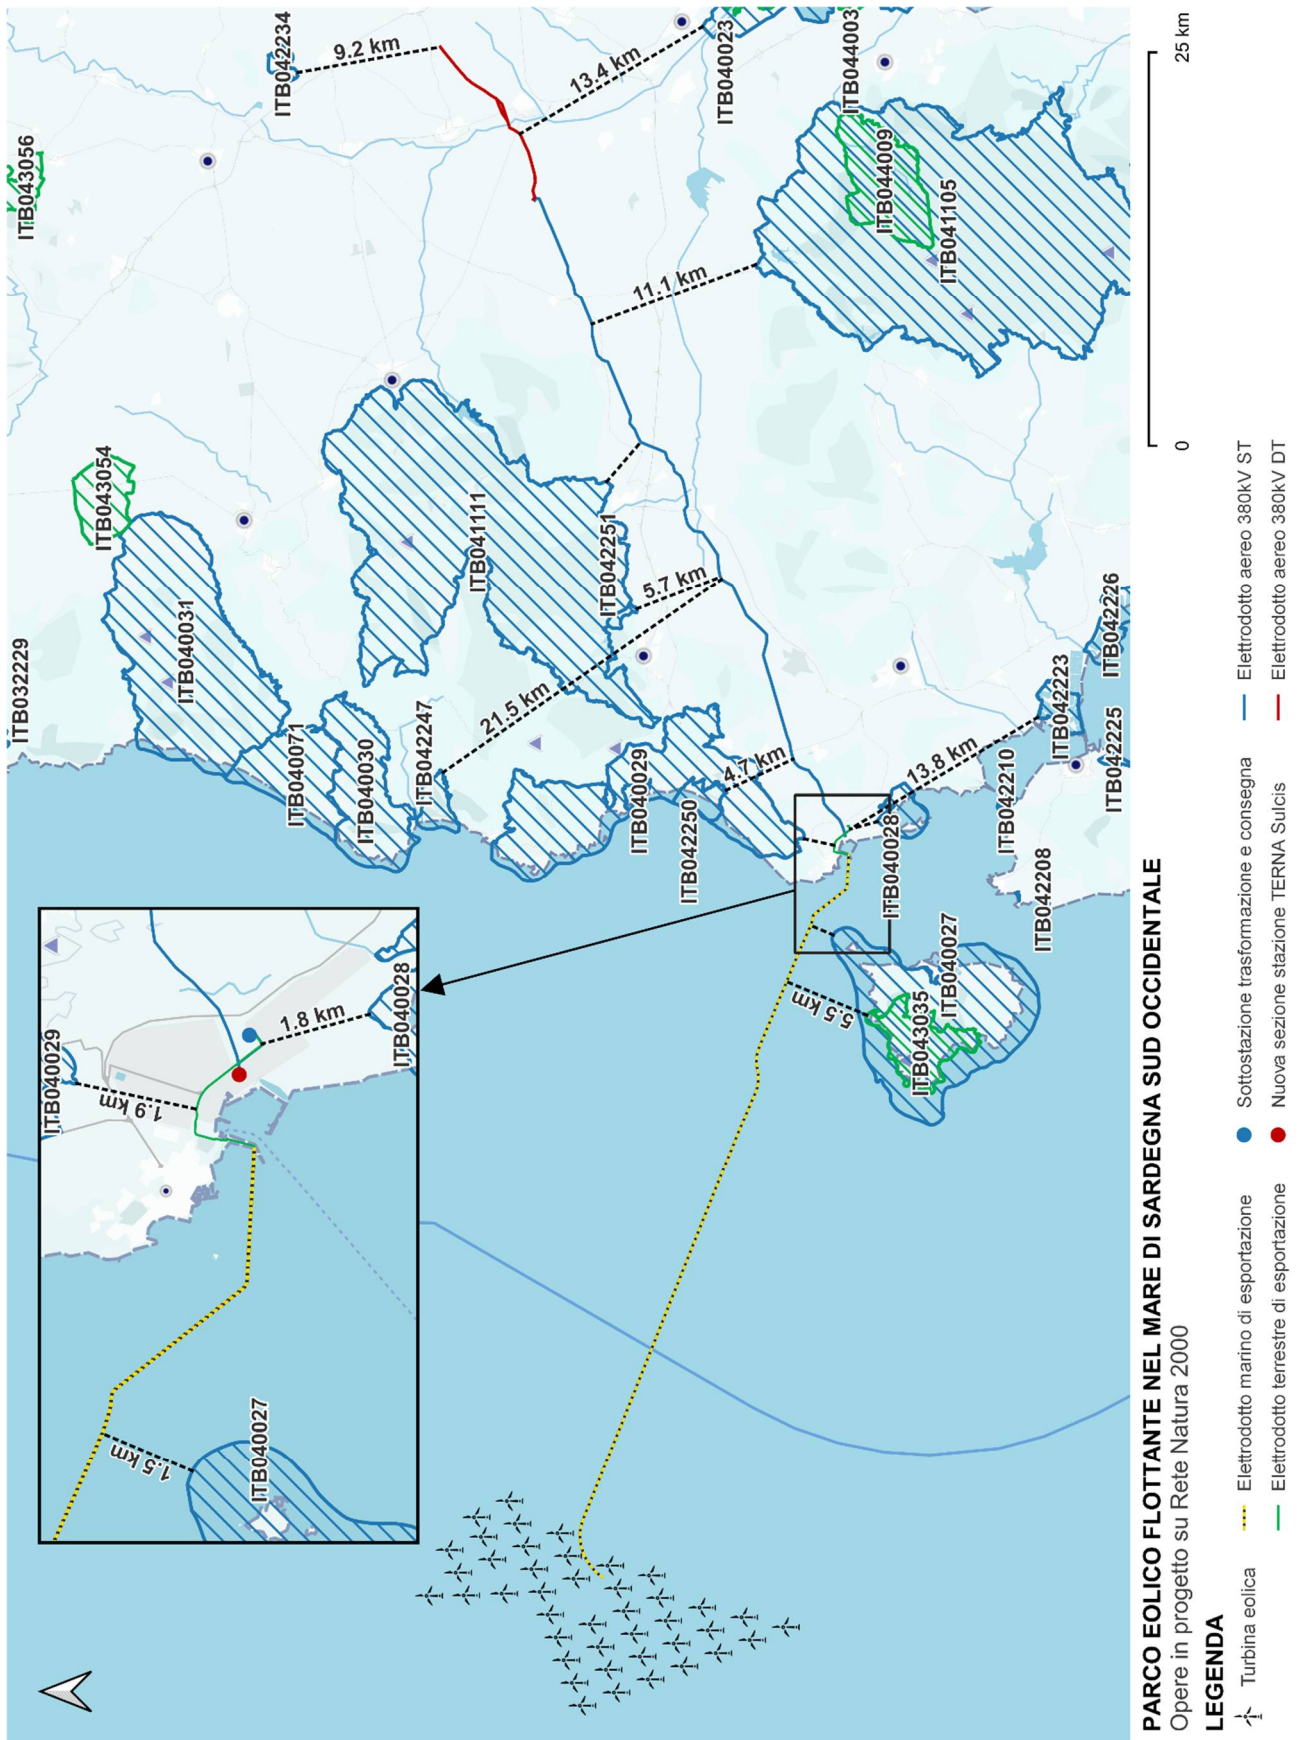 ITB032229
ITB043056
ITB043054
ITB042234
9.2 km
ITB040031
ITB040071
ITB040030
ITB042247
ITB041111
21.5 km
ITB042251
5.7 km
13.4 km
ITB040023
11.1 km
ITB044003
ITB044009
ITB041105
ITB040029
ITB042250
4.7 km
13.8 km
ITB040028
5.5 km
ITB043035
ITB040027
ITB042210
ITB042208
ITB042223
ITB042225
ITB042226
ITB040029
1.9 km
1.8 km
ITB040028
1.5 km
ITB040027
0
25 km
PARCO EOLICO FLOTTANTE NEL MARE DI SARDEGNA SUD OCCIDENTALE
Opere in progetto su Rete Natura 2000
LEGENDA
Turbina eolica
Elettrodotto marino di esportazione
Elettrodotto terrestre di esportazione
Sottostazione trasformazione e consegna
Nuova sezione stazione TERNA Sulcis
Elettrodotto aereo 380kV ST
Elettrodotto aereo 380kV DT